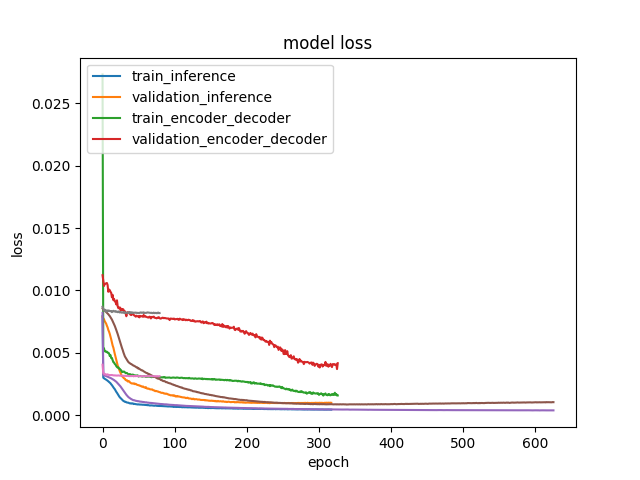 model loss
train_inference
validation_inference
train_encoder_decoder
validation_encoder_decoder
0.025
0.020
0.015
0.010
0.005
0.000
loss
0 100 200 300 400 500 600
epoch